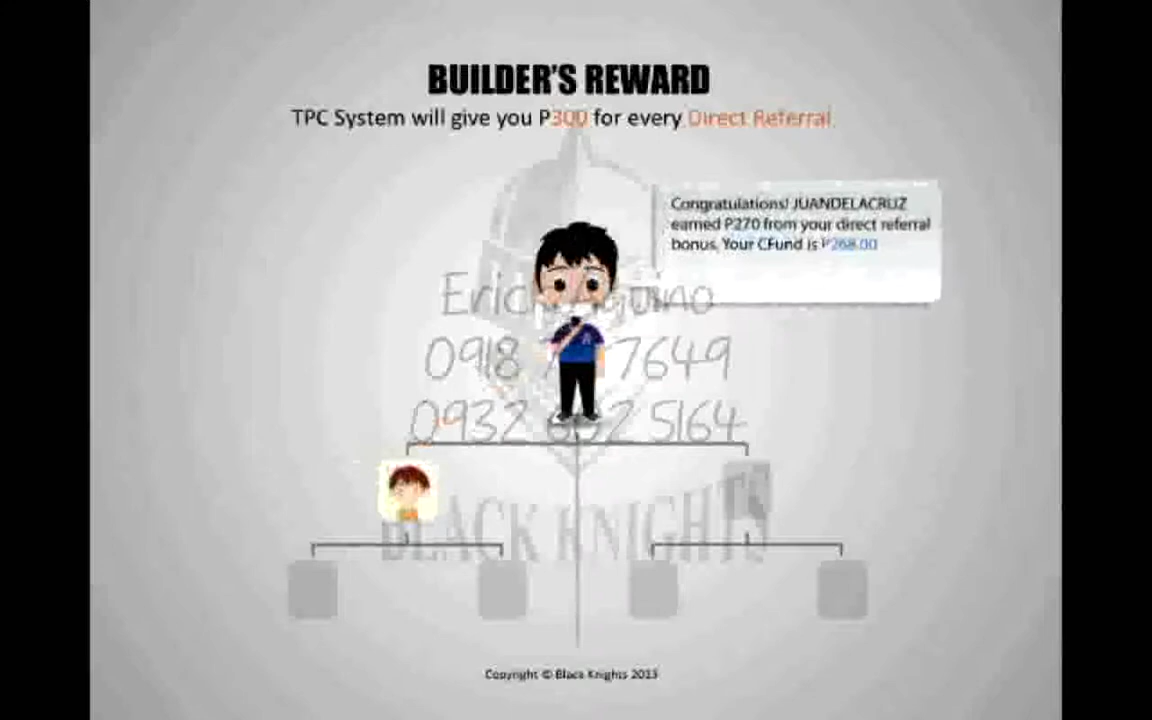 BUILDER'S REWARD
TPC System will give you P300 for every Direct Referral
Congratulations! JUANDELACRUZ
earned P270 from your direct referral
bonus. Your CFund is P268.00
0918 7649
0932 5164
BLACK KNIGHTS
Copyright © Black Knights 2013